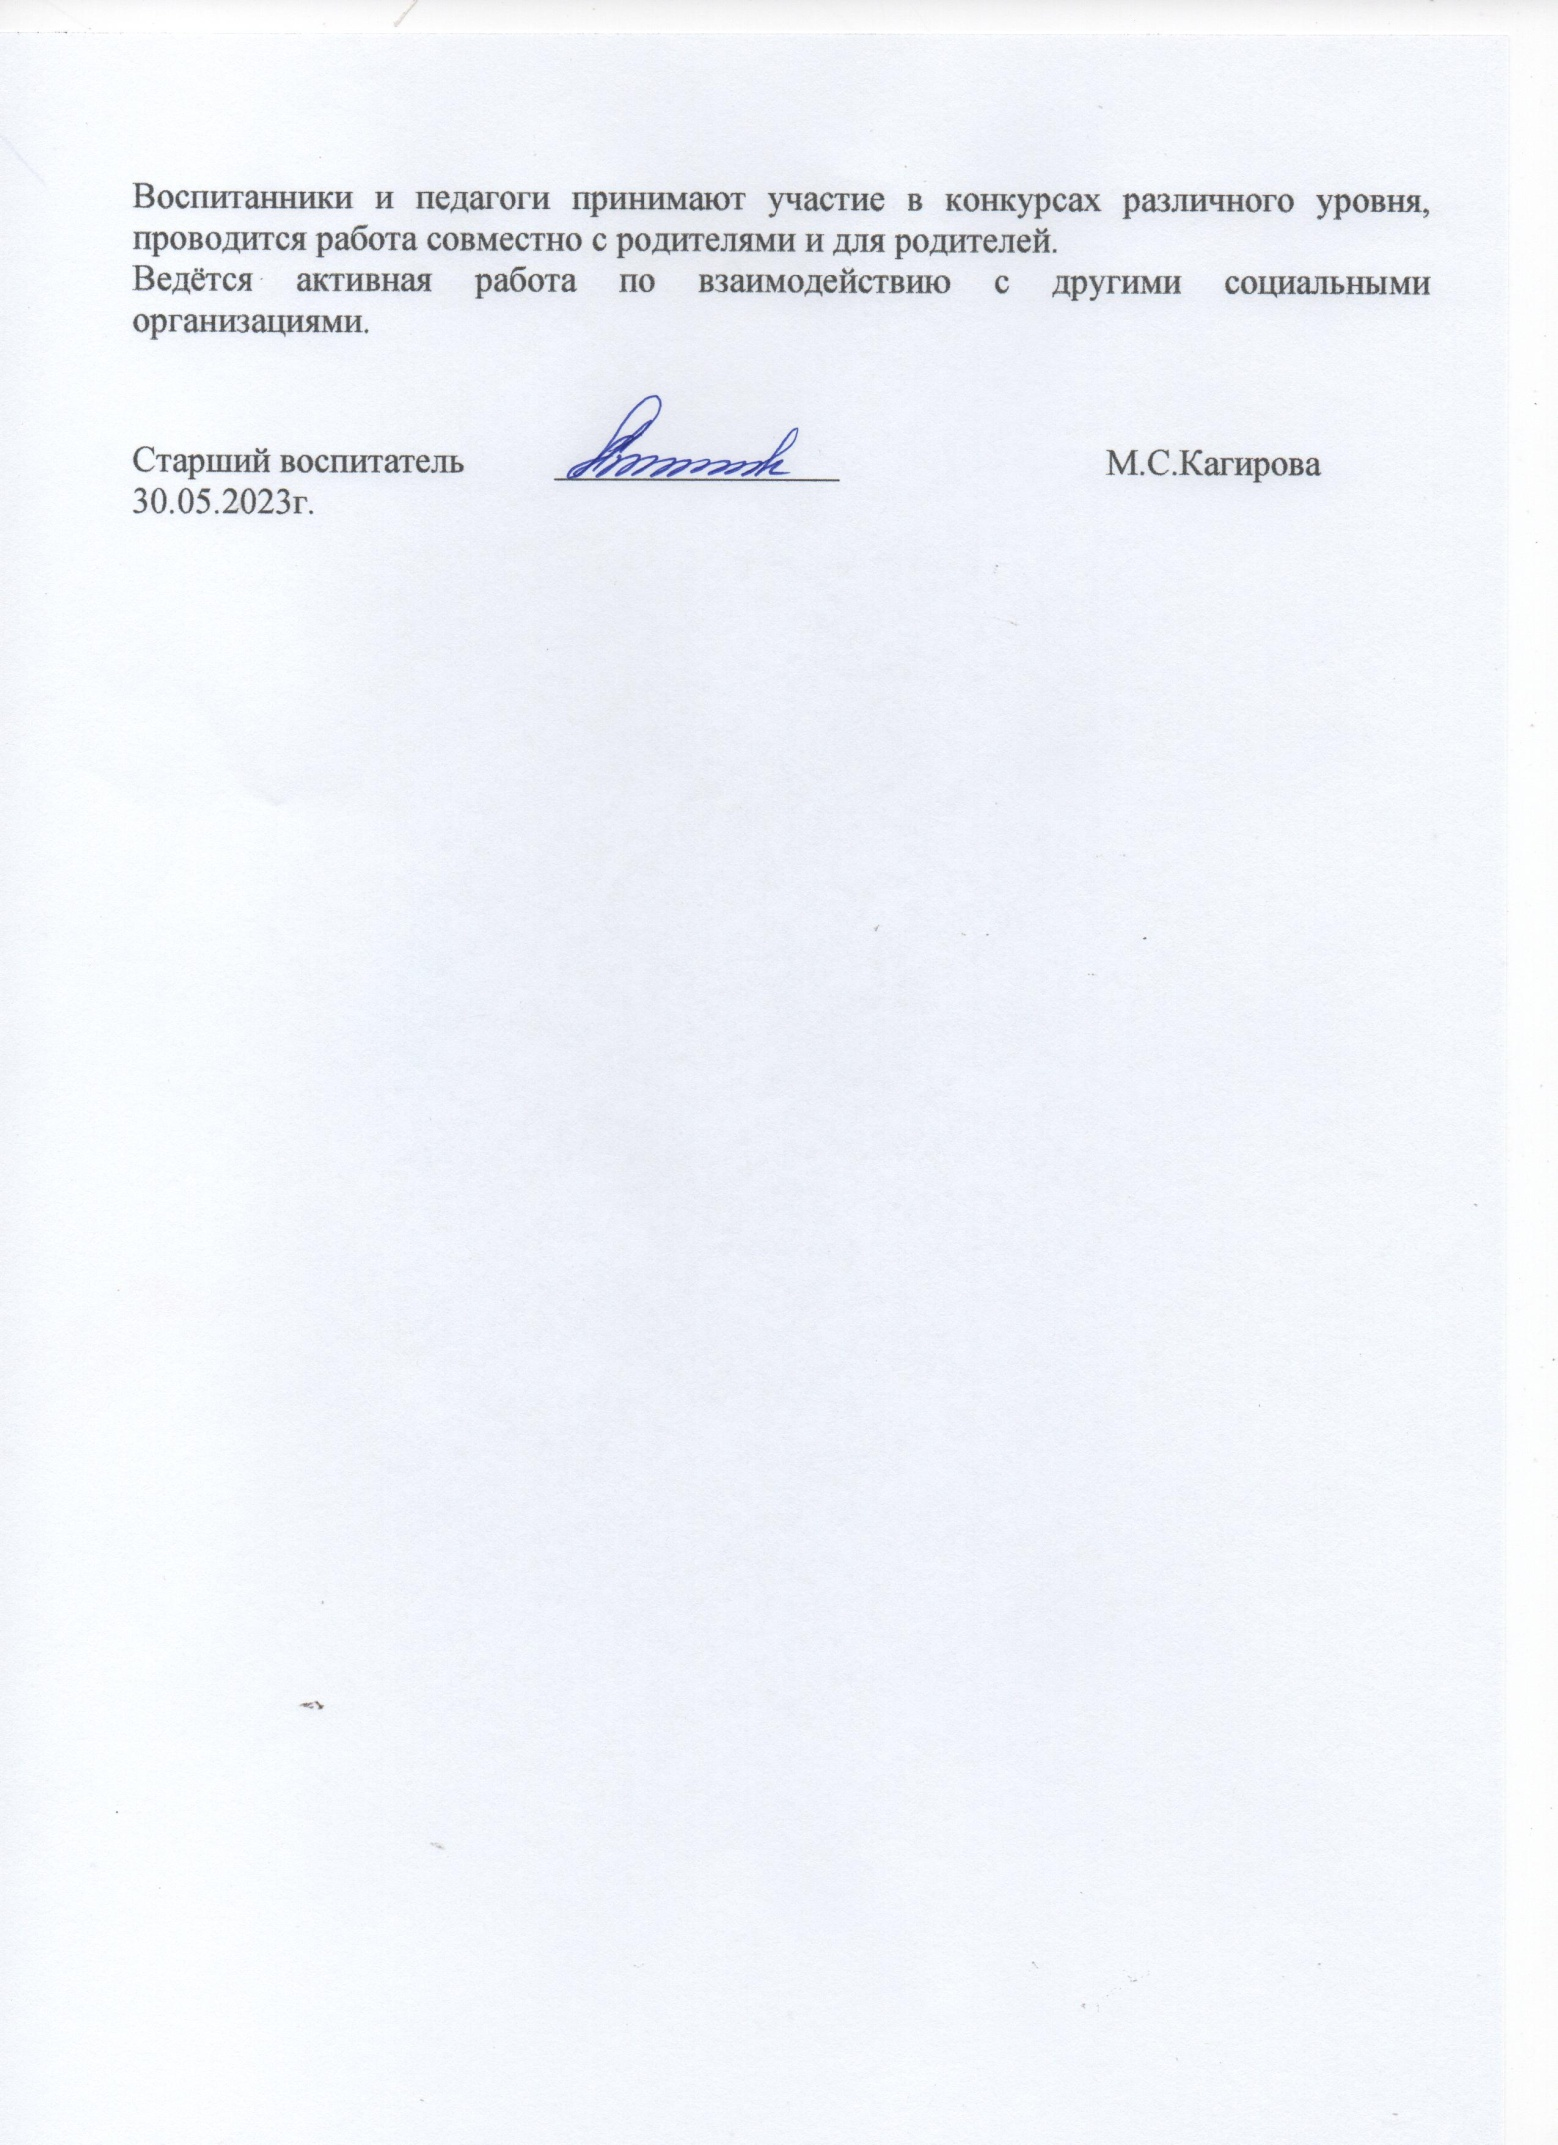 Воспитанники и педагоги принимают участие в конкурсах различного уровня,
проводится работа совместно с родителями и для родителей.
Ведётся активная работа по взаимодействию с другими социальными
организациями.
Старший воспитатель М.С.Кагирова
30.05.2023г.